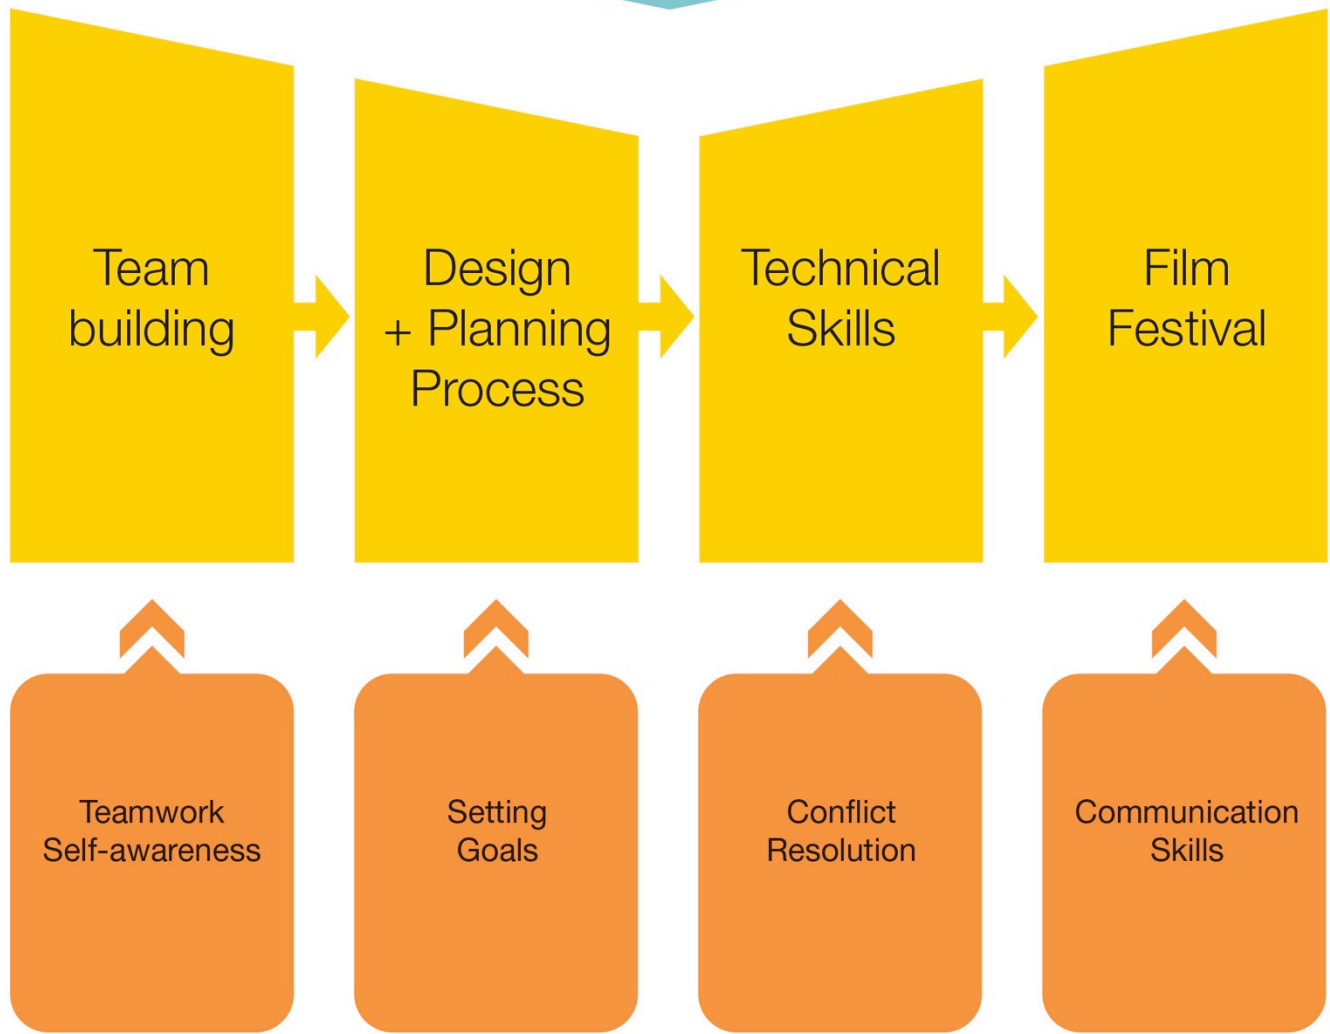 Team
building
Design
+ Planning
Process
Technical
Skills
Film
Festival
Teamwork
Self-awareness
Setting
Goals
Conflict
Resolution
Communication
Skills